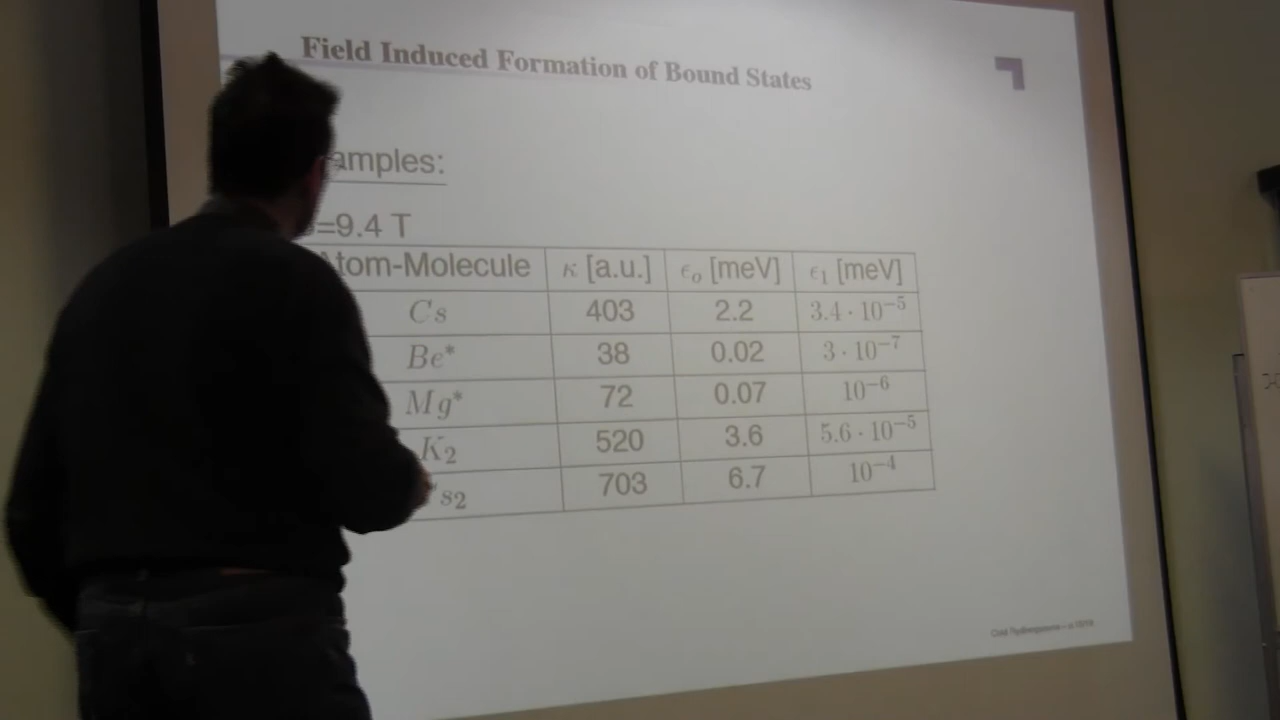 Field Induced Formation of Bound States
amples:
=9.4 T
Atom-Molecule κ [a.u.] ϵₒ [meV] ϵ₁ [meV]
Cs 403 2.2 3.4 · 10⁻⁵
Be* 38 0.02 3 · 10⁻⁷
Mg* 72 0.07 10⁻⁶
K₂ 520 3.6 5.6 · 10⁻⁵
s₂ 703 6.7 10⁻⁴